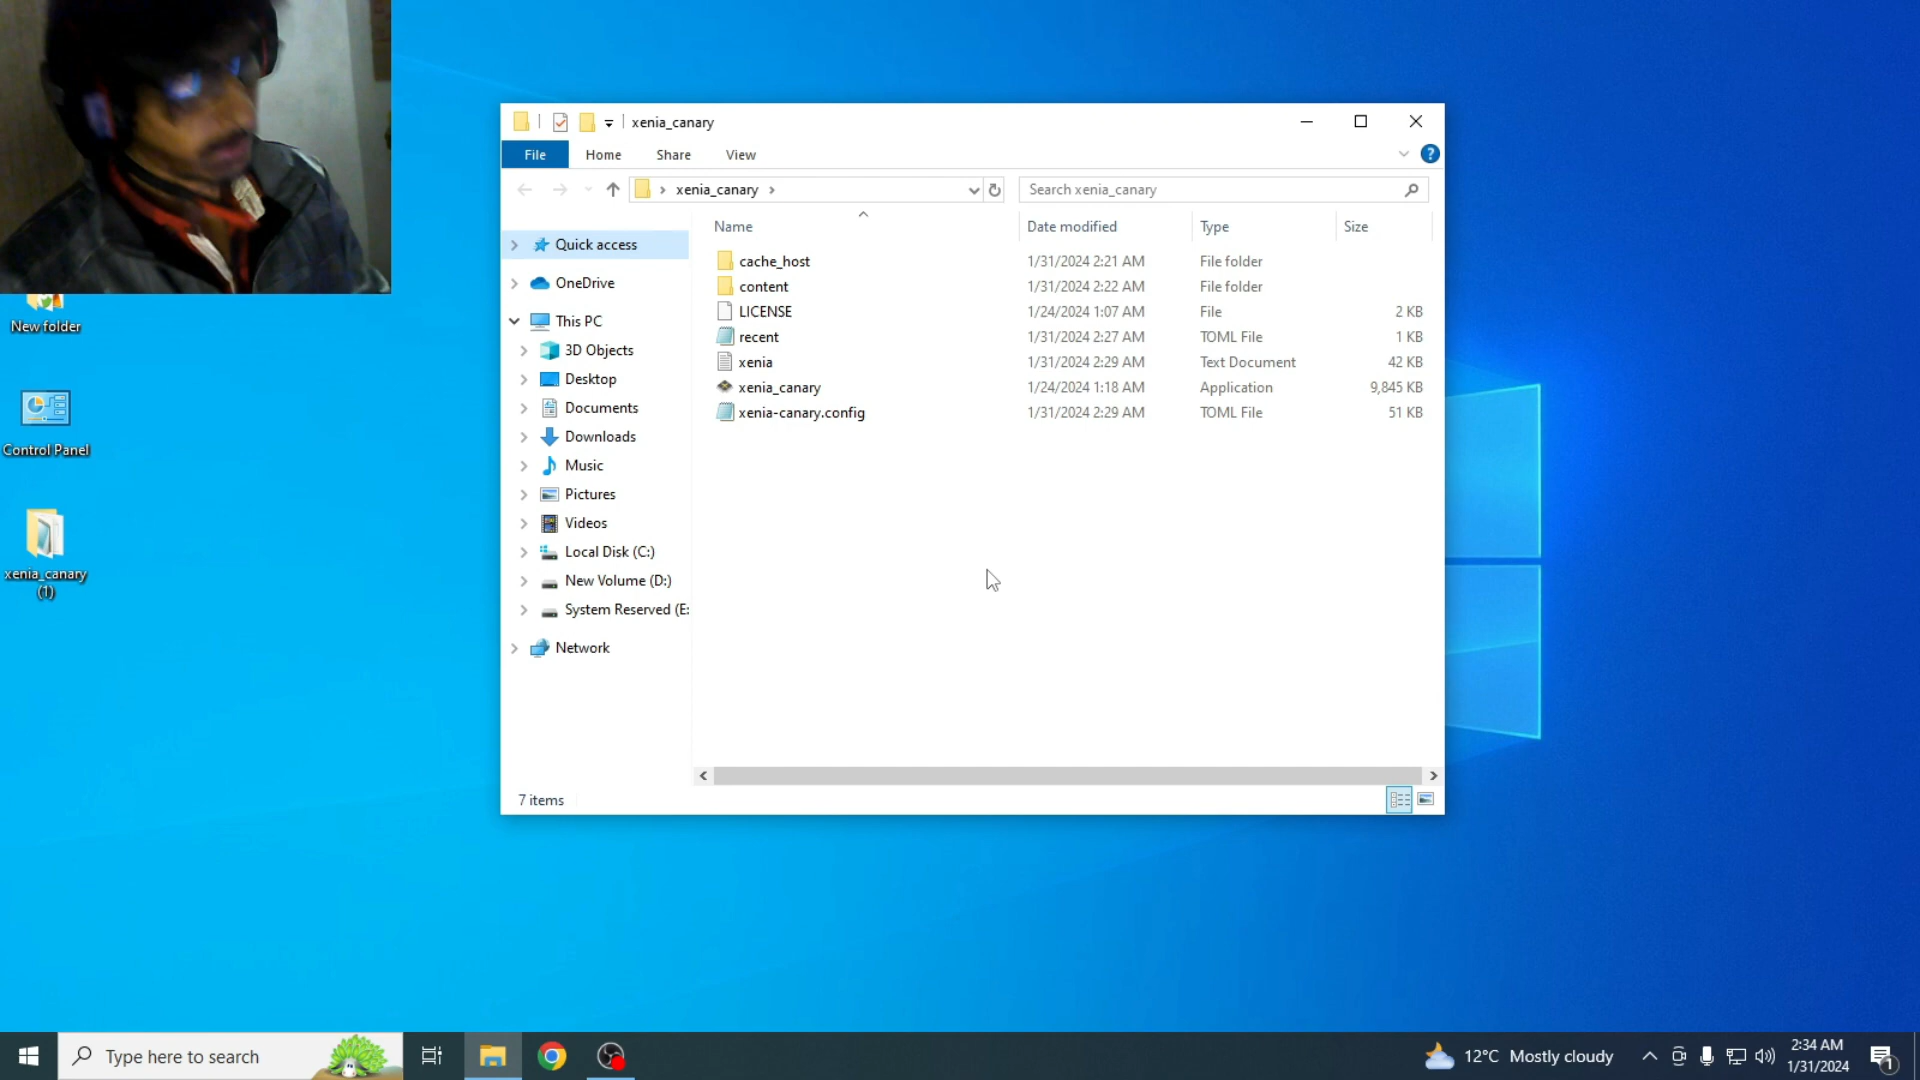 xenia_canary
File Home Share View
xenia_canary
Search xenia_canary
Name Date modified Type Size
Quick access
OneDrive
This PC
3D Objects
Desktop
Documents
Downloads
Music
Pictures
Videos
Local Disk (C:)
New Volume (D:)
System Reserved (E:
Network
cache_host 1/31/2024 2:21 AM File folder
content 1/31/2024 2:22 AM File folder
LICENSE 1/24/2024 1:07 AM File 2 KB
recent 1/31/2024 2:27 AM TOML File 1 KB
xenia 1/31/2024 2:29 AM Text Document 42 KB
xenia_canary 1/24/2024 1:18 AM Application 9,845 KB
xenia-canary.config 1/31/2024 2:29 AM TOML File 51 KB
7 items
New folder
Control Panel
xenia_canary
(1)
Type here to search
12°C Mostly cloudy
2:34 AM
1/31/2024
1